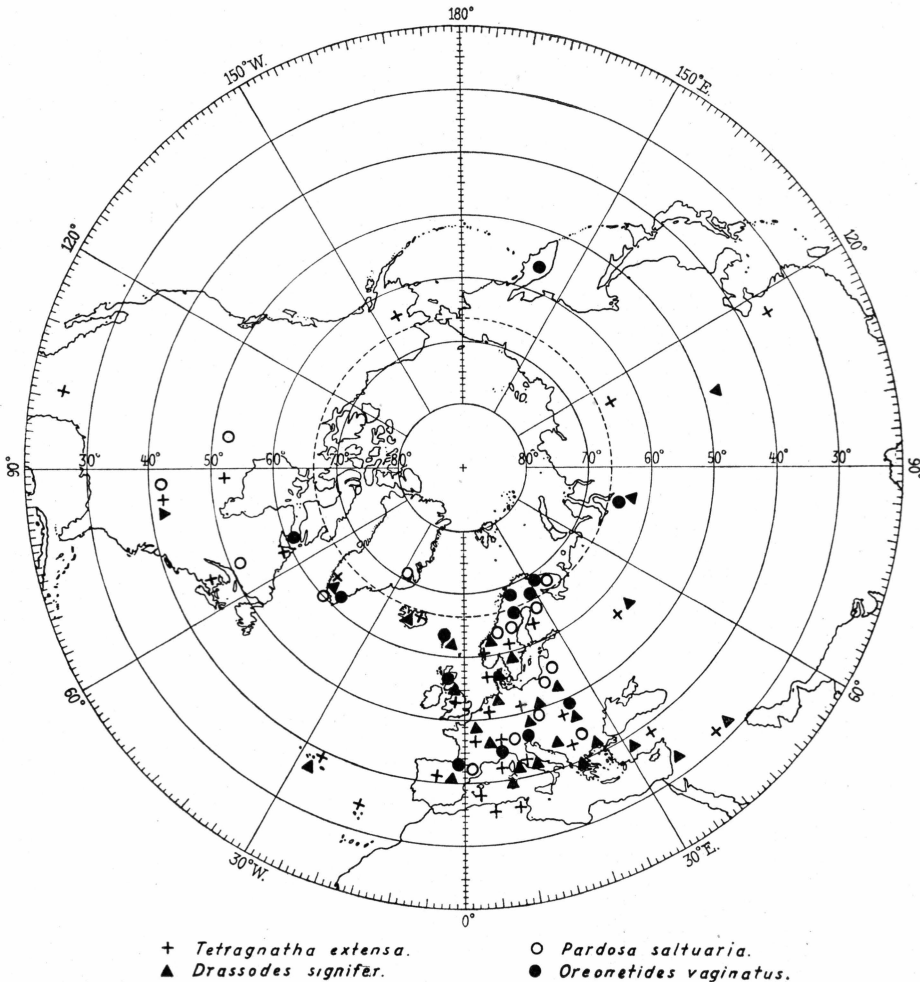 180°
150°W.
150°E.
120°
120°
90°
30°
40°
50°
60°
70°
80°
80°
70°
60°
50°
40°
30°
90°
60°
60°
30°W.
30°E.
0°
+ Tetragnatha extensa.
○ Pardosa saltuaria.
▲ Drassodes signifer.
● Oreonetides vaginatus.